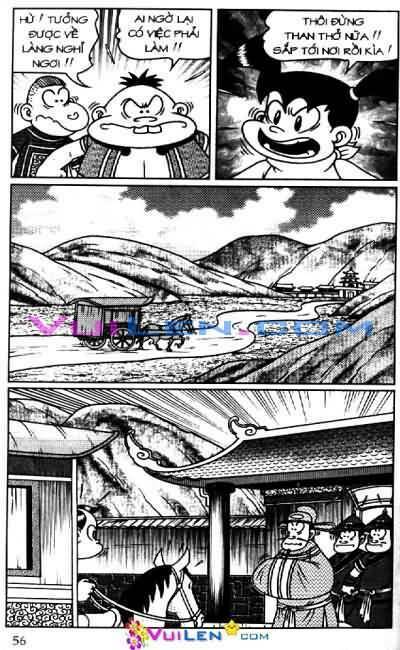 HỪ ! TƯỞNG
ĐƯỢC VỀ
LÀNG NGHỈ
NGƠI !!
AI NGỜ LẠI
CÓ VIỆC PHẢI
LÀM !!
THÔI ĐỪNG
THAN THỞ NỮA !!
SẮP TỚI NƠI RỒI KÌA !
VUILEN.COM
56
VUILEN.COM